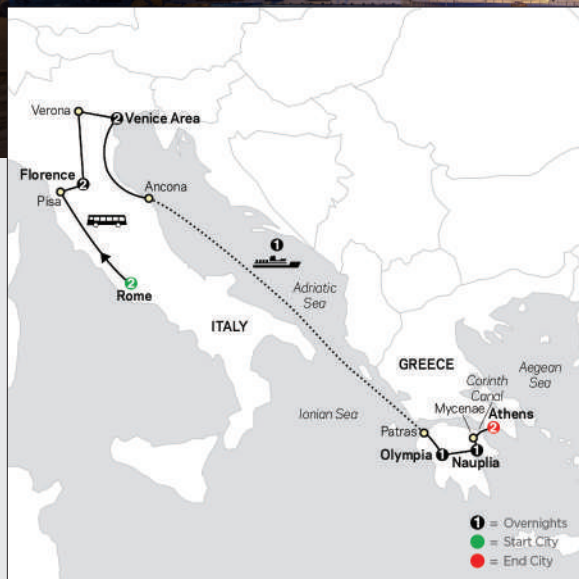 Verona
2 Venice Area
Florence 2
Pisa
Ancona
2
Rome
1
Adriatic
Sea
ITALY
GREECE
Aegean
Sea
Corinth
Canal
Mycenae
Athens
2
Ionian Sea
Patras
Olympia 1
1
Nauplia
1 = Overnights
= Start City
= End City